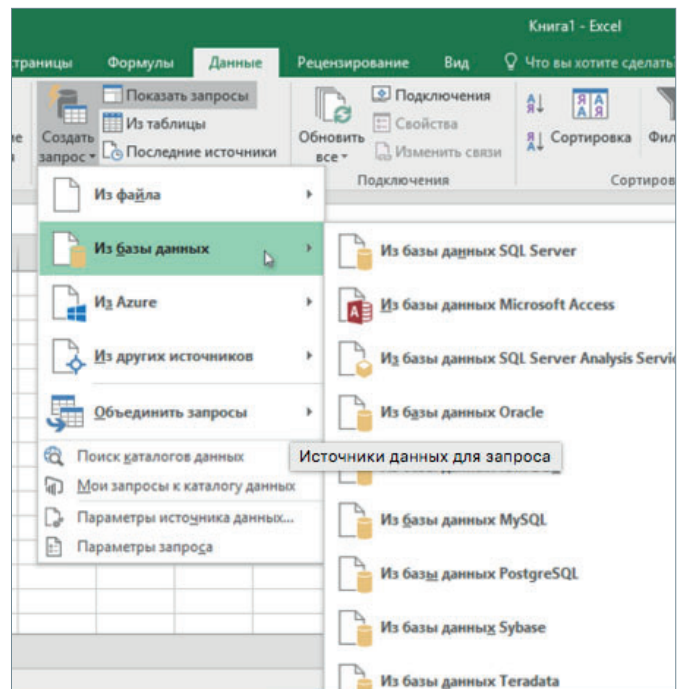 Книга1 - Excel
Формулы Данные Рецензирование Вид Что вы хотите сделать
Создать запрос
Показать запросы
Из таблицы
Последние источники
Обновить все
Подключения
Свойства
Изменить связи
Подключения
Сортировка
Из файла
Из базы данных
Из Azure
Из других источников
Объединить запросы
Поиск каталогов данных
Мои запросы к каталогу данных
Параметры источника данных...
Параметры запроса
Из базы данных SQL Server
Из базы данных Microsoft Access
Из базы данных SQL Server Analysis
Из базы данных Oracle
Источники данных для запроса
Из базы данных MySQL
Из базы данных PostgreSQL
Из базы данных Sybase
Из базы данных Teradata